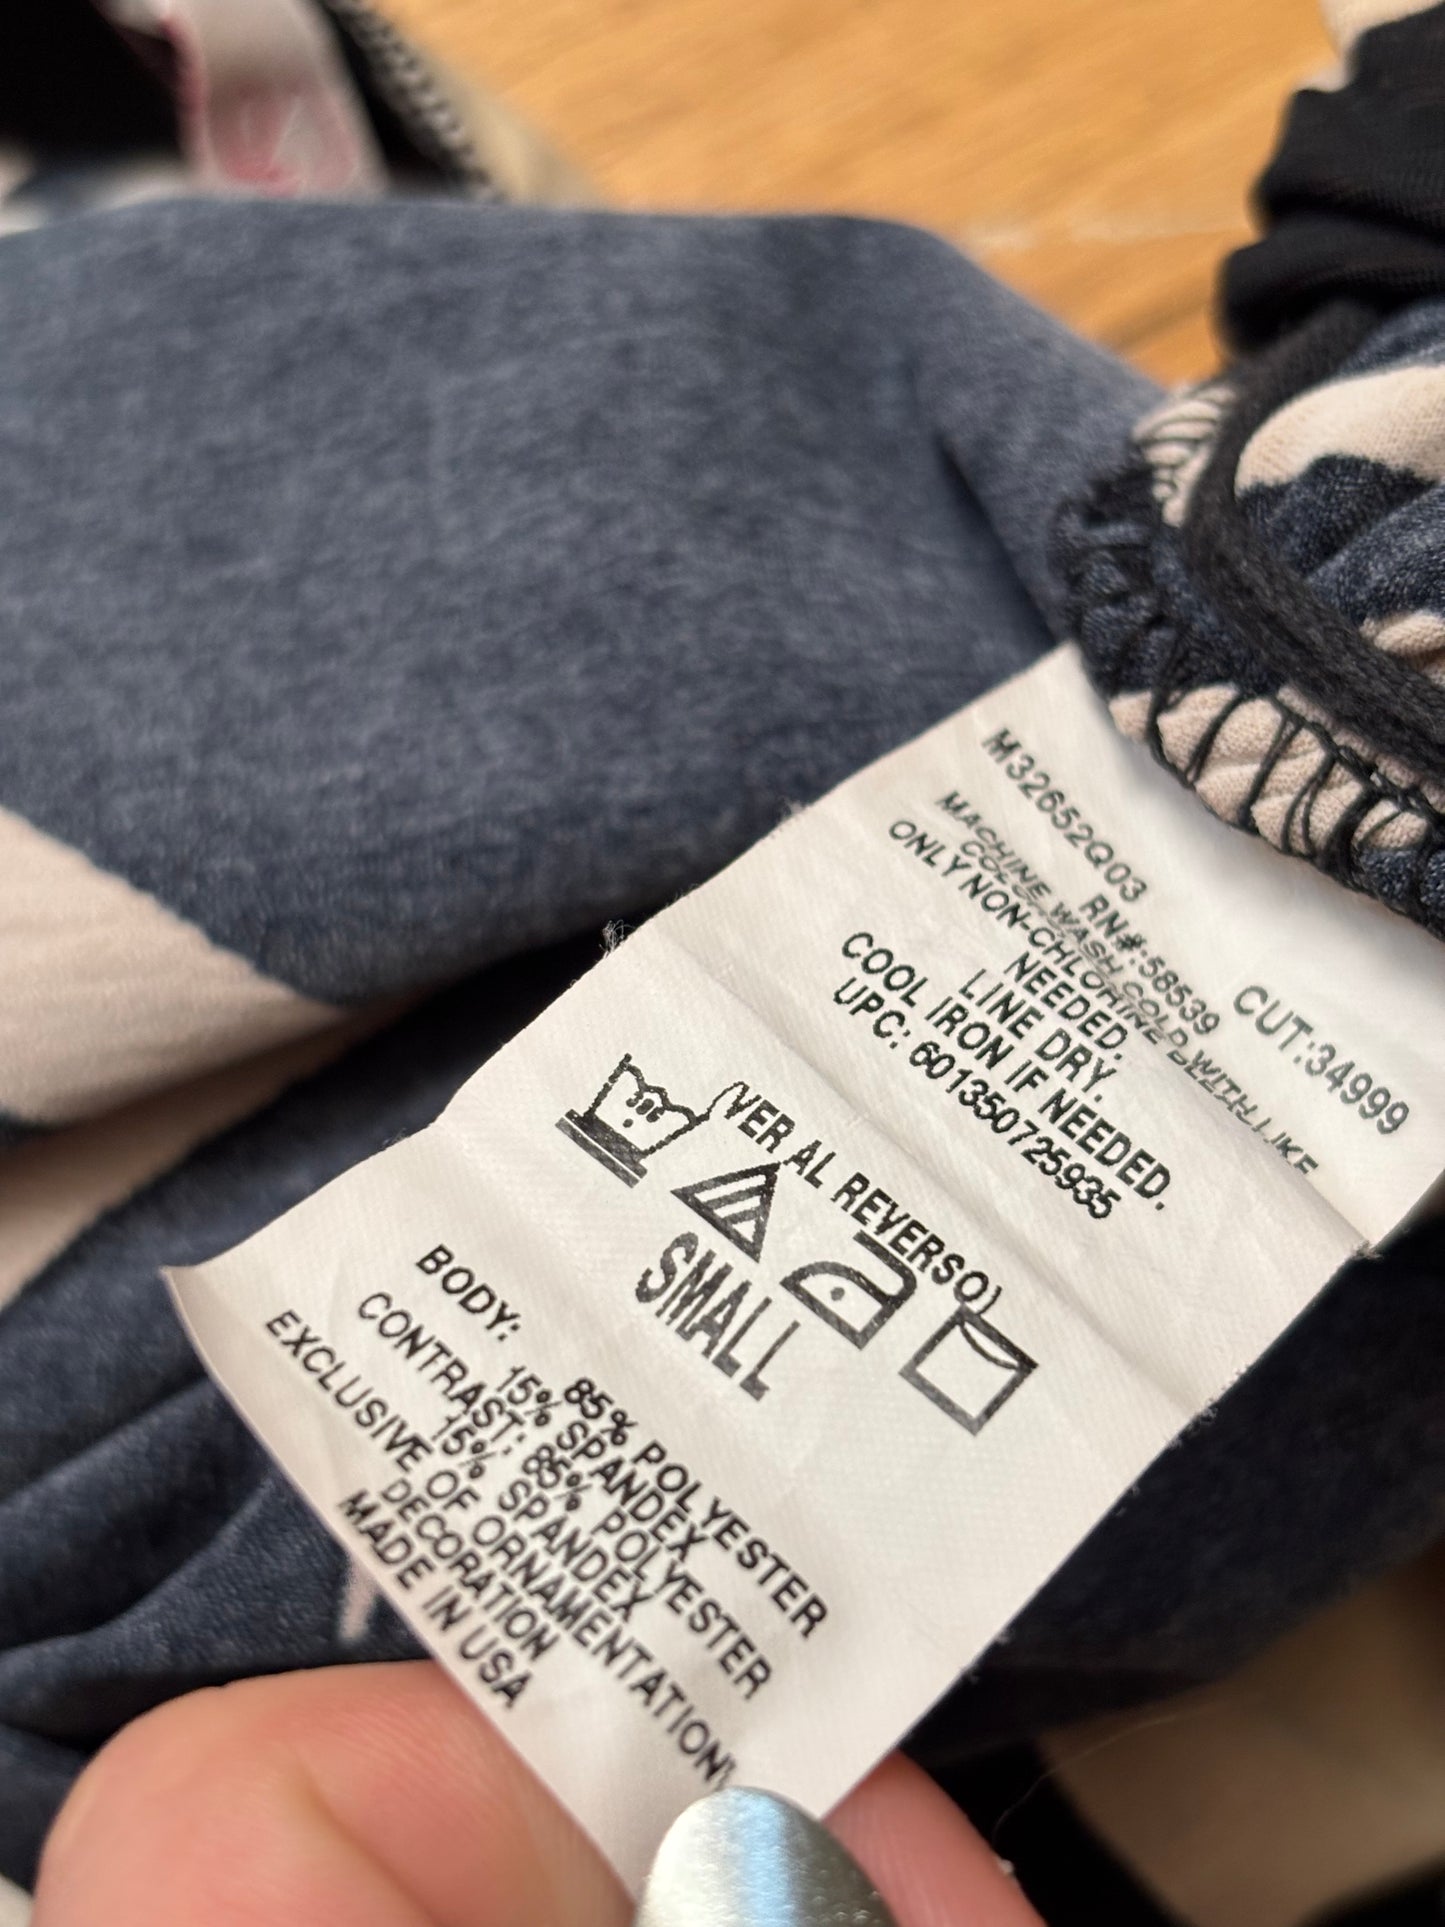 M32652Q03 RN#:58539 CUT:34999
MACHINE WASH COLD WITH LIKE
COLORS
ONLY NON-CHLORINE BLEACH
NEEDED.
LINE DRY.
COOL IRON IF NEEDED.
UPC: 601350725935
VER AL REVERSO)
SMALL
BODY: 85% POLYESTER
15% SPANDEX
CONTRAST: 85% POLYESTER
15% SPANDEX
EXCLUSIVE OF ORNAMENTATION)
DECORATION
MADE IN USA